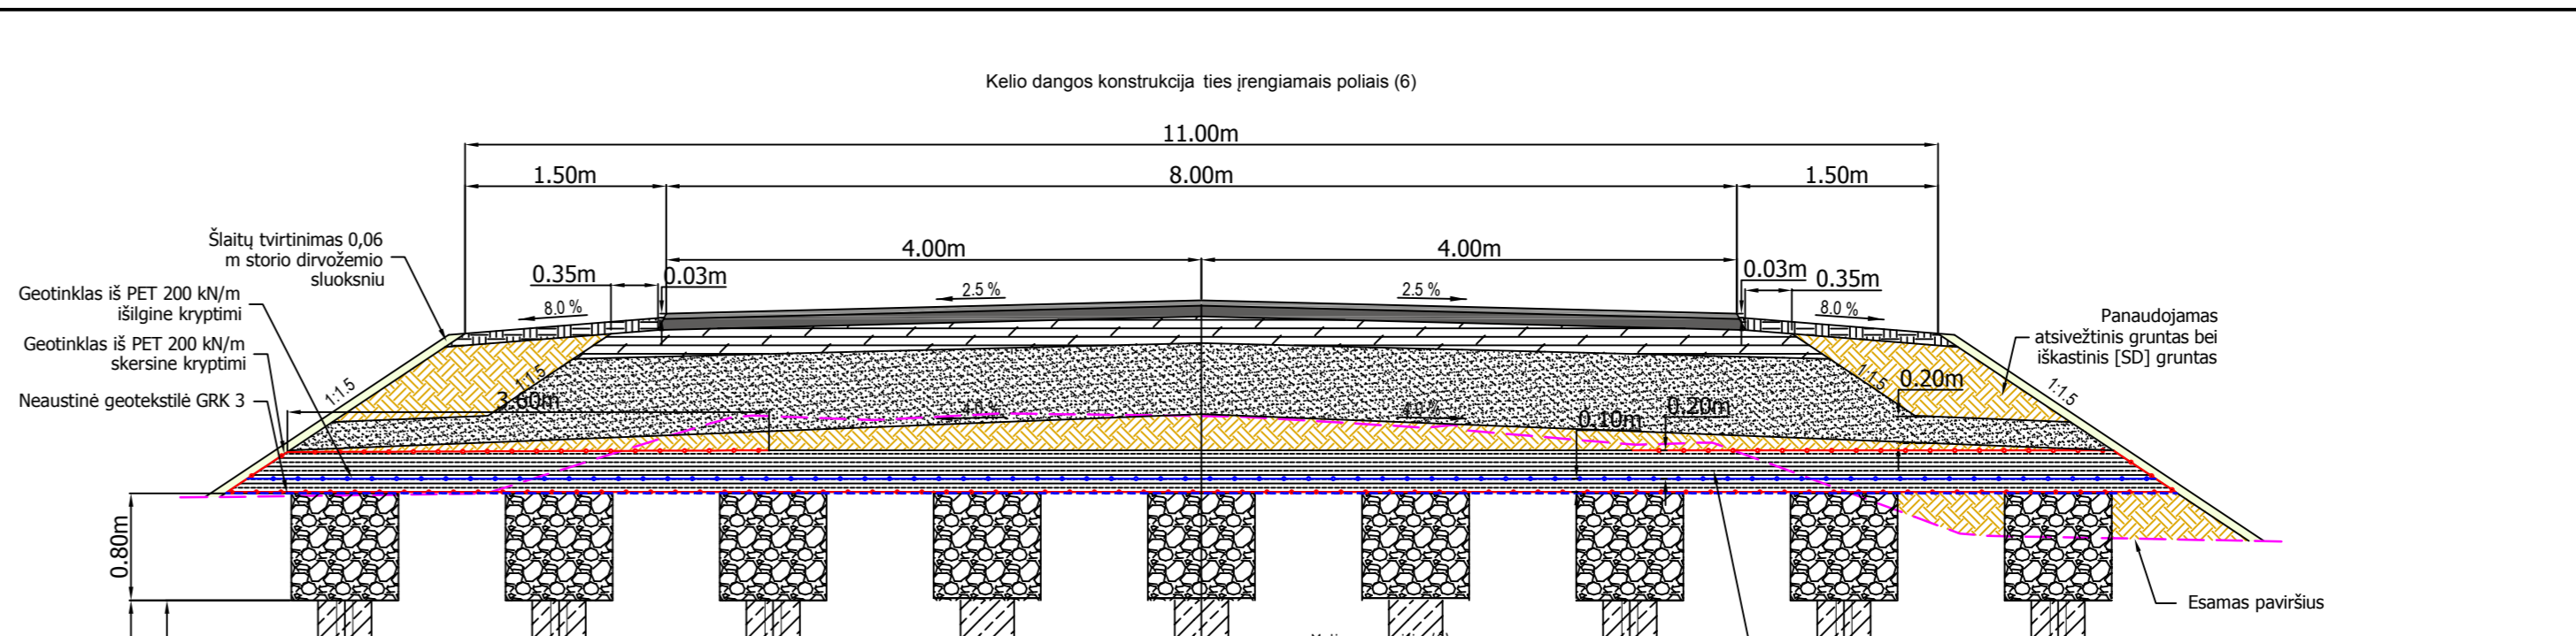 Kelio dangos konstrukcija ties įrengiamais poliais (6)
11.00m
1.50m
8.00m
1.50m
Šlaitų tvirtinimas 0,06
m storio dirvožemio
sluoksniu
4.00m
4.00m
0.35m
0.03m
0.03m
0.35m
Geotinklas iš PET 200 kN/m
išilgine kryptimi
8.0 %
2.5 %
2.5 %
8.0 %
Panaudojamas
atsivežtinis gruntas bei
iškastinis [SD] gruntas
Geotinklas iš PET 200 kN/m
skersine kryptimi
Neaustinė geotekstilė GRK 3
1:1.5
1:1.5
3.60m
4.0 %
4.0 %
0.10m
0.20m
1:1.5
0.20m
1:1.5
0.80m
Esamas paviršius